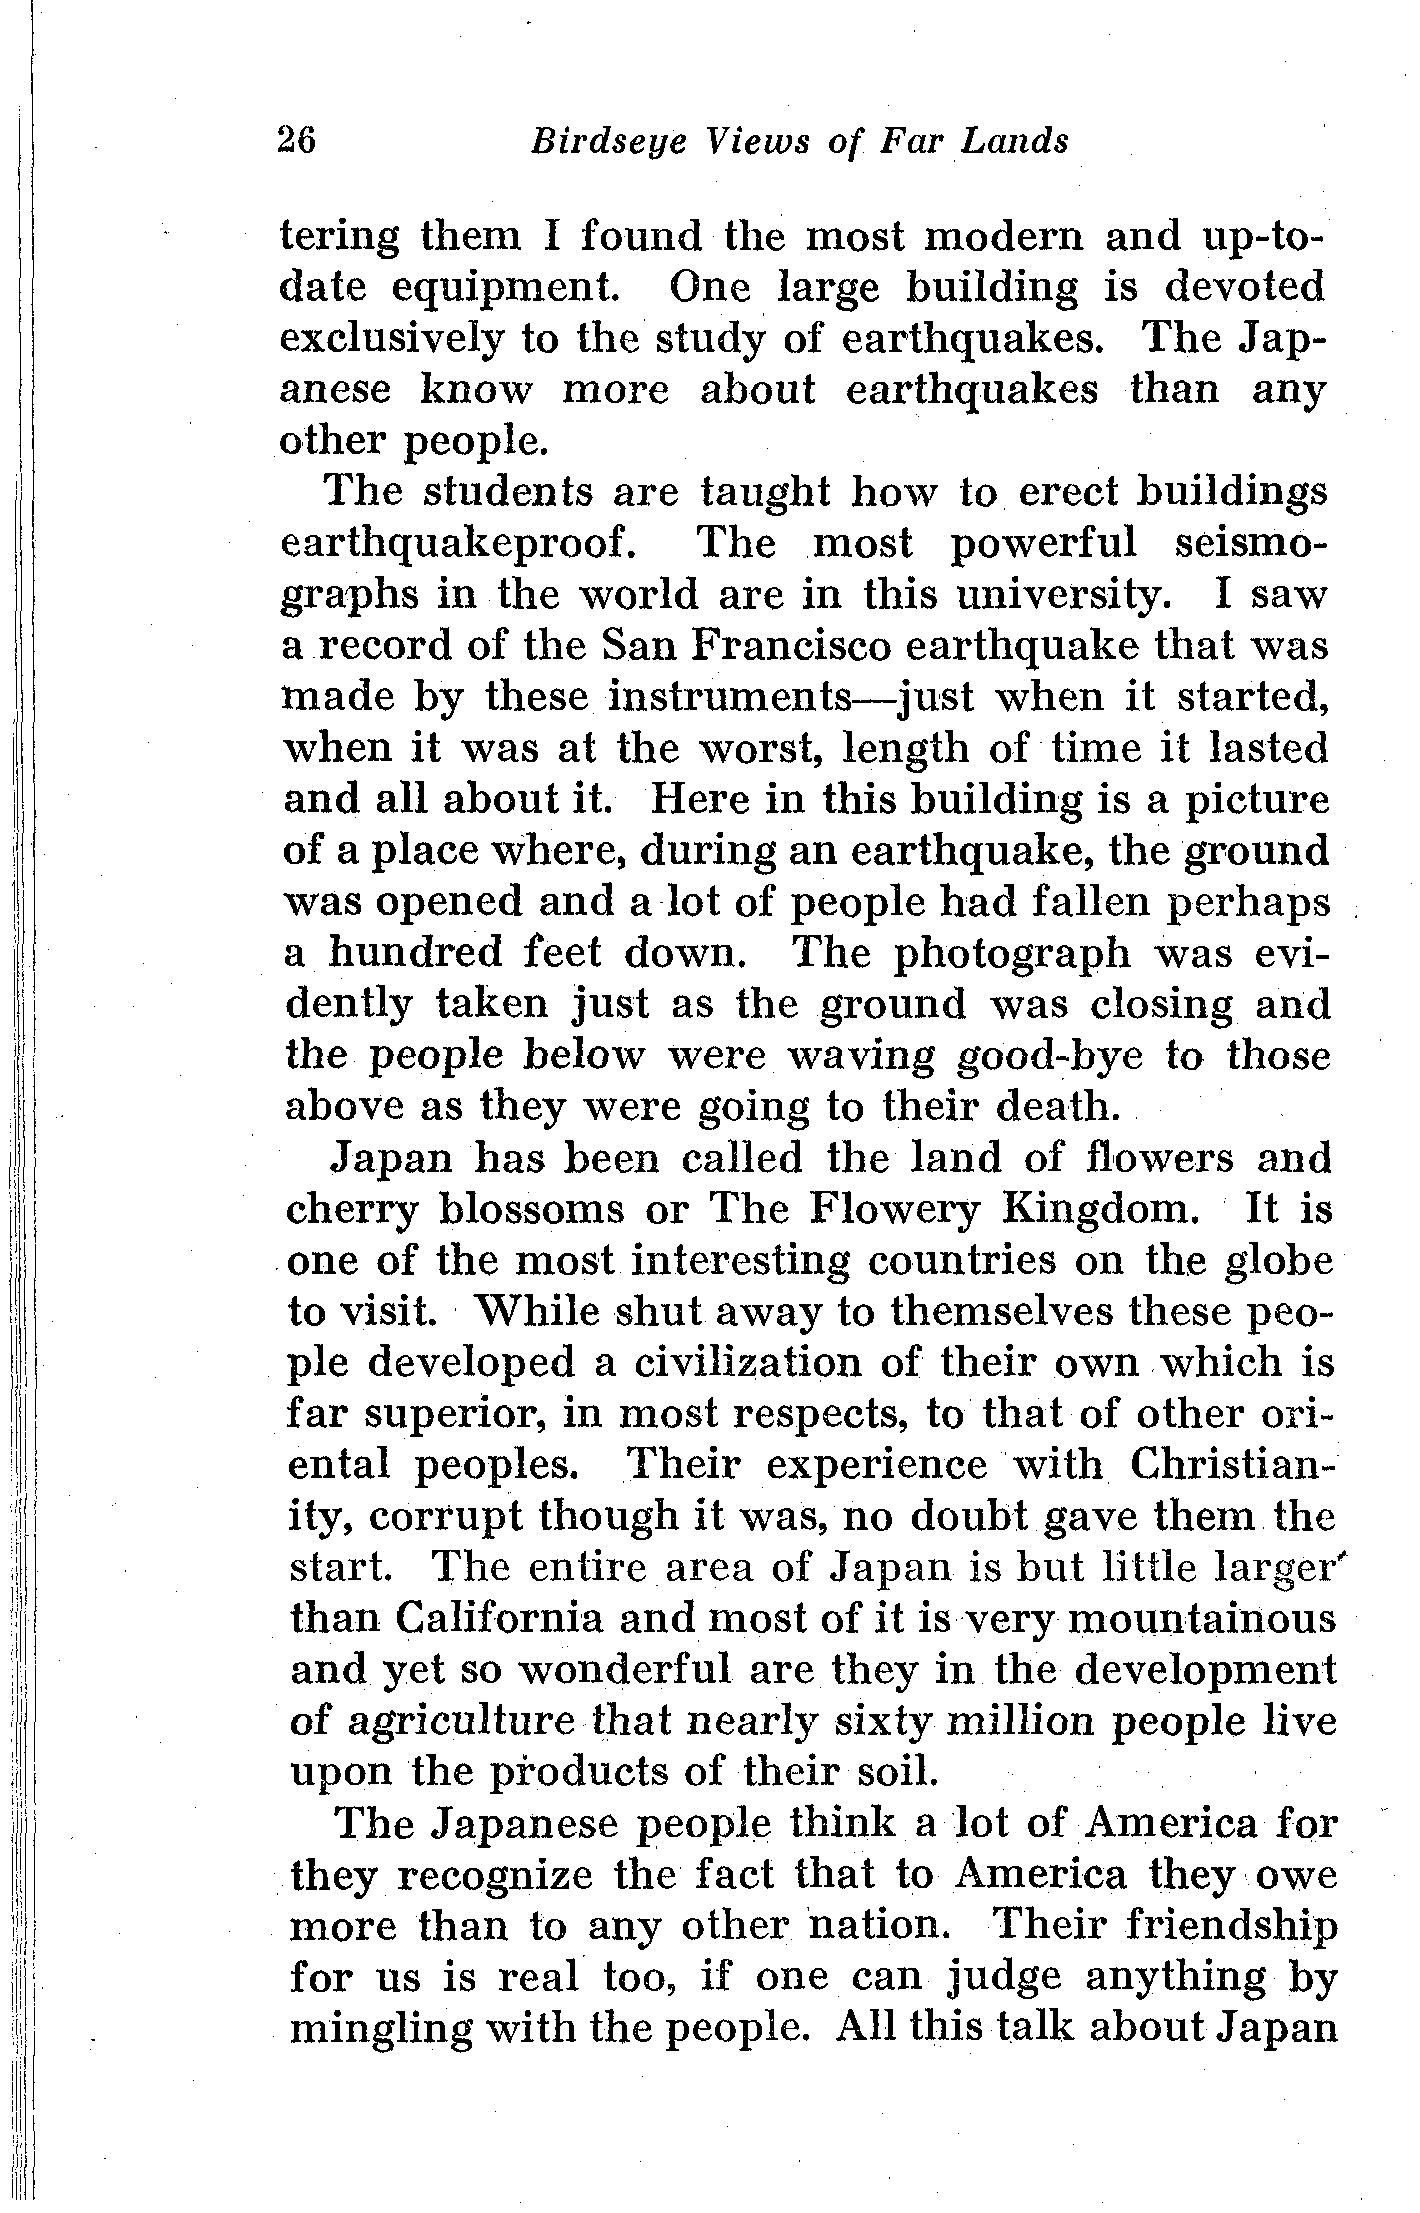 26 Birdseye Views of Far Lands
tering them I found the most modern and up-to-
date equipment. One large building is devoted
exclusively to the study of earthquakes. The Jap-
anese know more about earthquakes than any
other people.
The students are taught how to erect buildings
earthquakeproof. The most powerful seismo-
graphs in the world are in this university. I saw
a record of the San Francisco earthquake that was
made by these instruments—just when it started,
when it was at the worst, length of time it lasted
and all about it. Here in this building is a picture
of a place where, during an earthquake, the ground
was opened and a lot of people had fallen perhaps
a hundred feet down. The photograph was evi-
dently taken just as the ground was closing and
the people below were waving good-bye to those
above as they were going to their death.
Japan has been called the land of flowers and
cherry blossoms or The Flowery Kingdom. It is
one of the most interesting countries on the globe
to visit. While shut away to themselves these peo-
ple developed a civilization of their own which is
far superior, in most respects, to that of other ori-
ental peoples. Their experience with Christian-
ity, corrupt though it was, no doubt gave them the
start. The entire area of Japan is but little larger
than California and most of it is very mountainous
and yet so wonderful are they in the development
of agriculture that nearly sixty million people live
upon the products of their soil.
The Japanese people think a lot of America for
they recognize the fact that to America they owe
more than to any other nation. Their friendship
for us is real too, if one can judge anything by
mingling with the people. All this talk about Japan